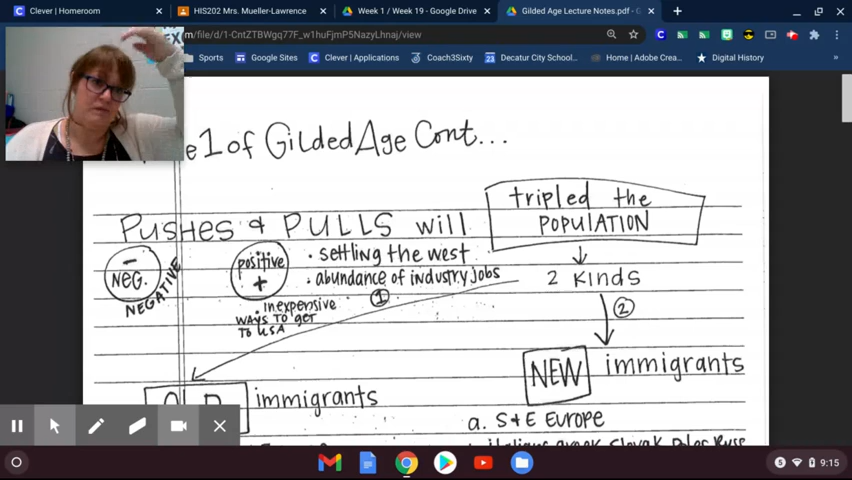 Clever | Homeroom
HIS202 Mrs. Mueller-Lawrence
Week 1 / Week 19 - Google Drive
Gilded Age Lecture Notes.pdf - G
file/d/1-CntZTBWgq77F_w1huFjmP5NazyLhnaj/view
Sports
Google Sites
Clever | Applications
Coach3Sixty
Decatur City School...
Home | Adobe Crea...
Digital History
EX
1 of Gilded Age Cont...
tripled the
POPULATION
PUSHES & PULLS will
- NEG.
NEGATIVE
positive +
• settling the west
• abundance of industry jobs
2 kinds
①
②
• inexpensive
WAYS TO GET
TO USA
NEW immigrants
OLD immigrants
a. S & E Europe
9:15